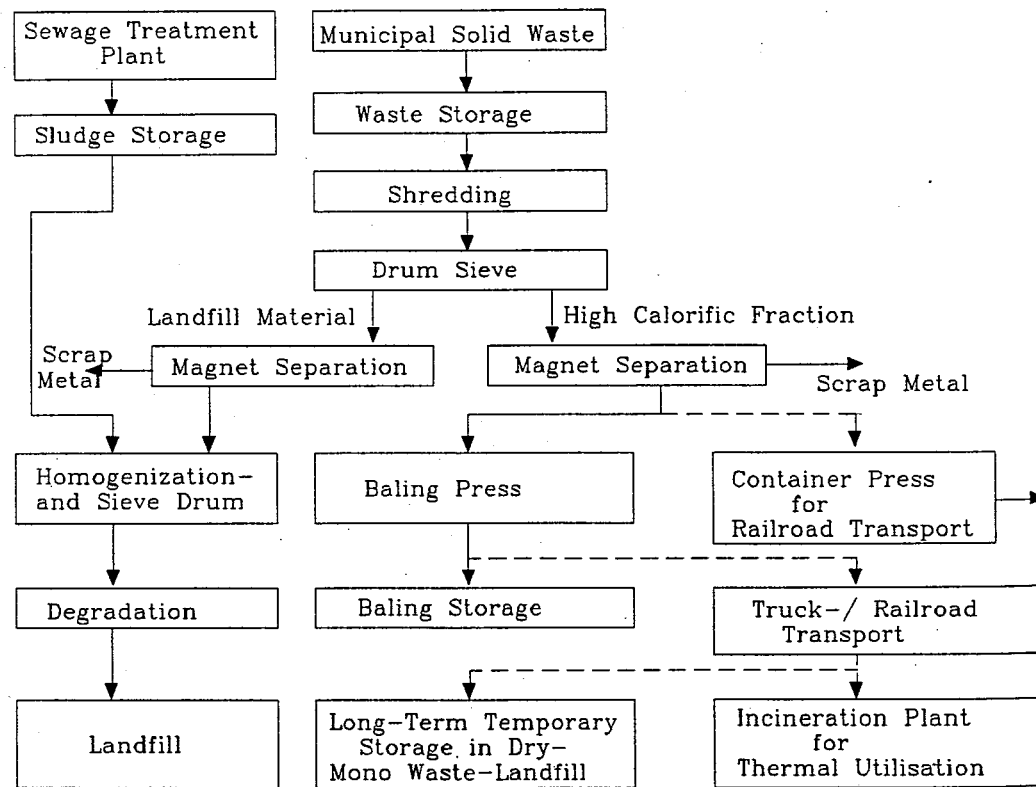 Sewage Treatment
Plant
Municipal Solid Waste
Waste Storage
Sludge Storage
Shredding
Drum Sieve
Landfill Material
High Calorific Fraction
Scrap
Metal
Magnet Separation
Magnet Separation
Scrap Metal
Homogenization-
and Sieve Drum
Baling Press
Container Press
for
Railroad Transport
Degradation
Baling Storage
Truck-/ Railroad
Transport
Landfill
Long-Term Temporary
Storage in Dry-
Mono Waste-Landfill
Incineration Plant
for
Thermal Utilisation